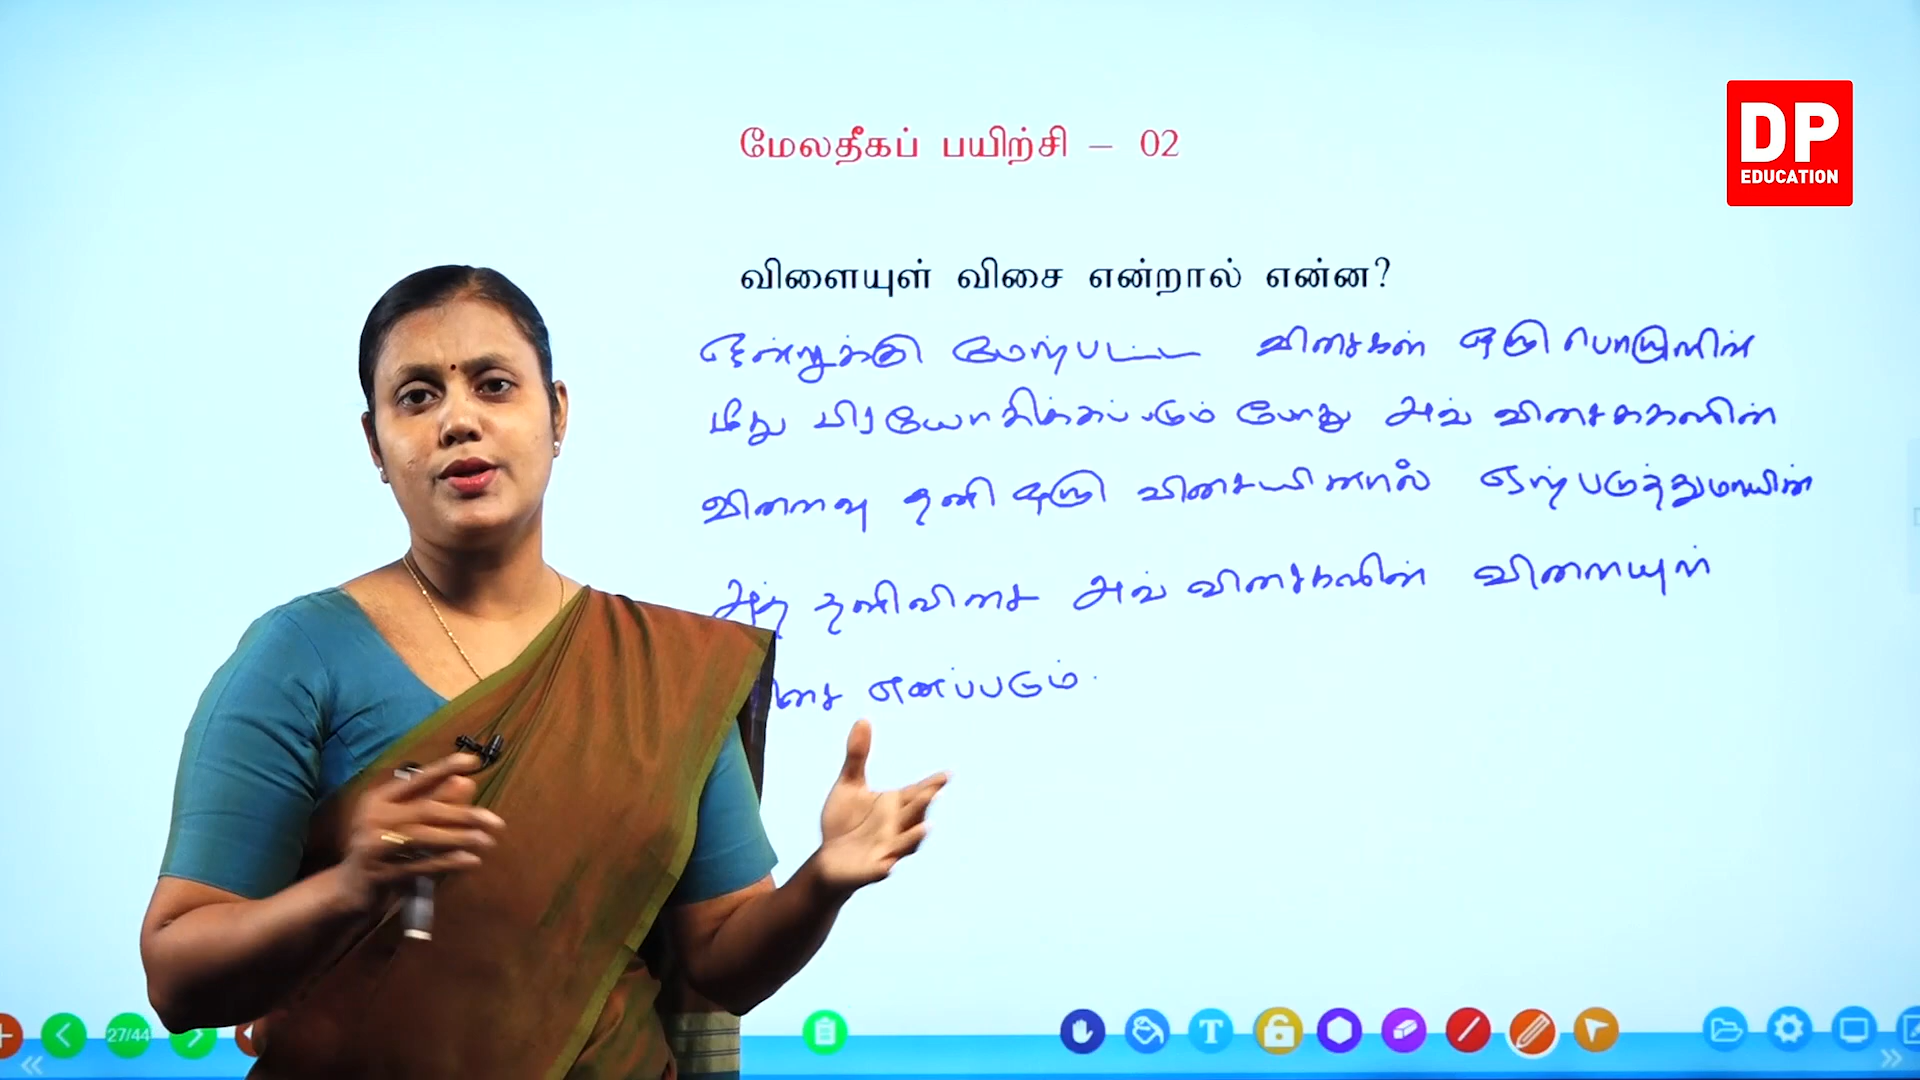 மேலதீகப் பயிற்சி – 02
DP
EDUCATION
விளையுள் விசை என்றால் என்ன?
ஒன்றுக்கு மேற்பட்ட விசைகள் ஒரு பொருளின்
மீது பிரயோகிக்கப்படும் போது அவ் விசைகளின்
விளைவு தனி ஒரு விசையினால் ஏற்படுத்துமாயின்
அத் தனிவிசை அவ் விசைகளின் விளையுள்
எனப்படும்.
27/44
T